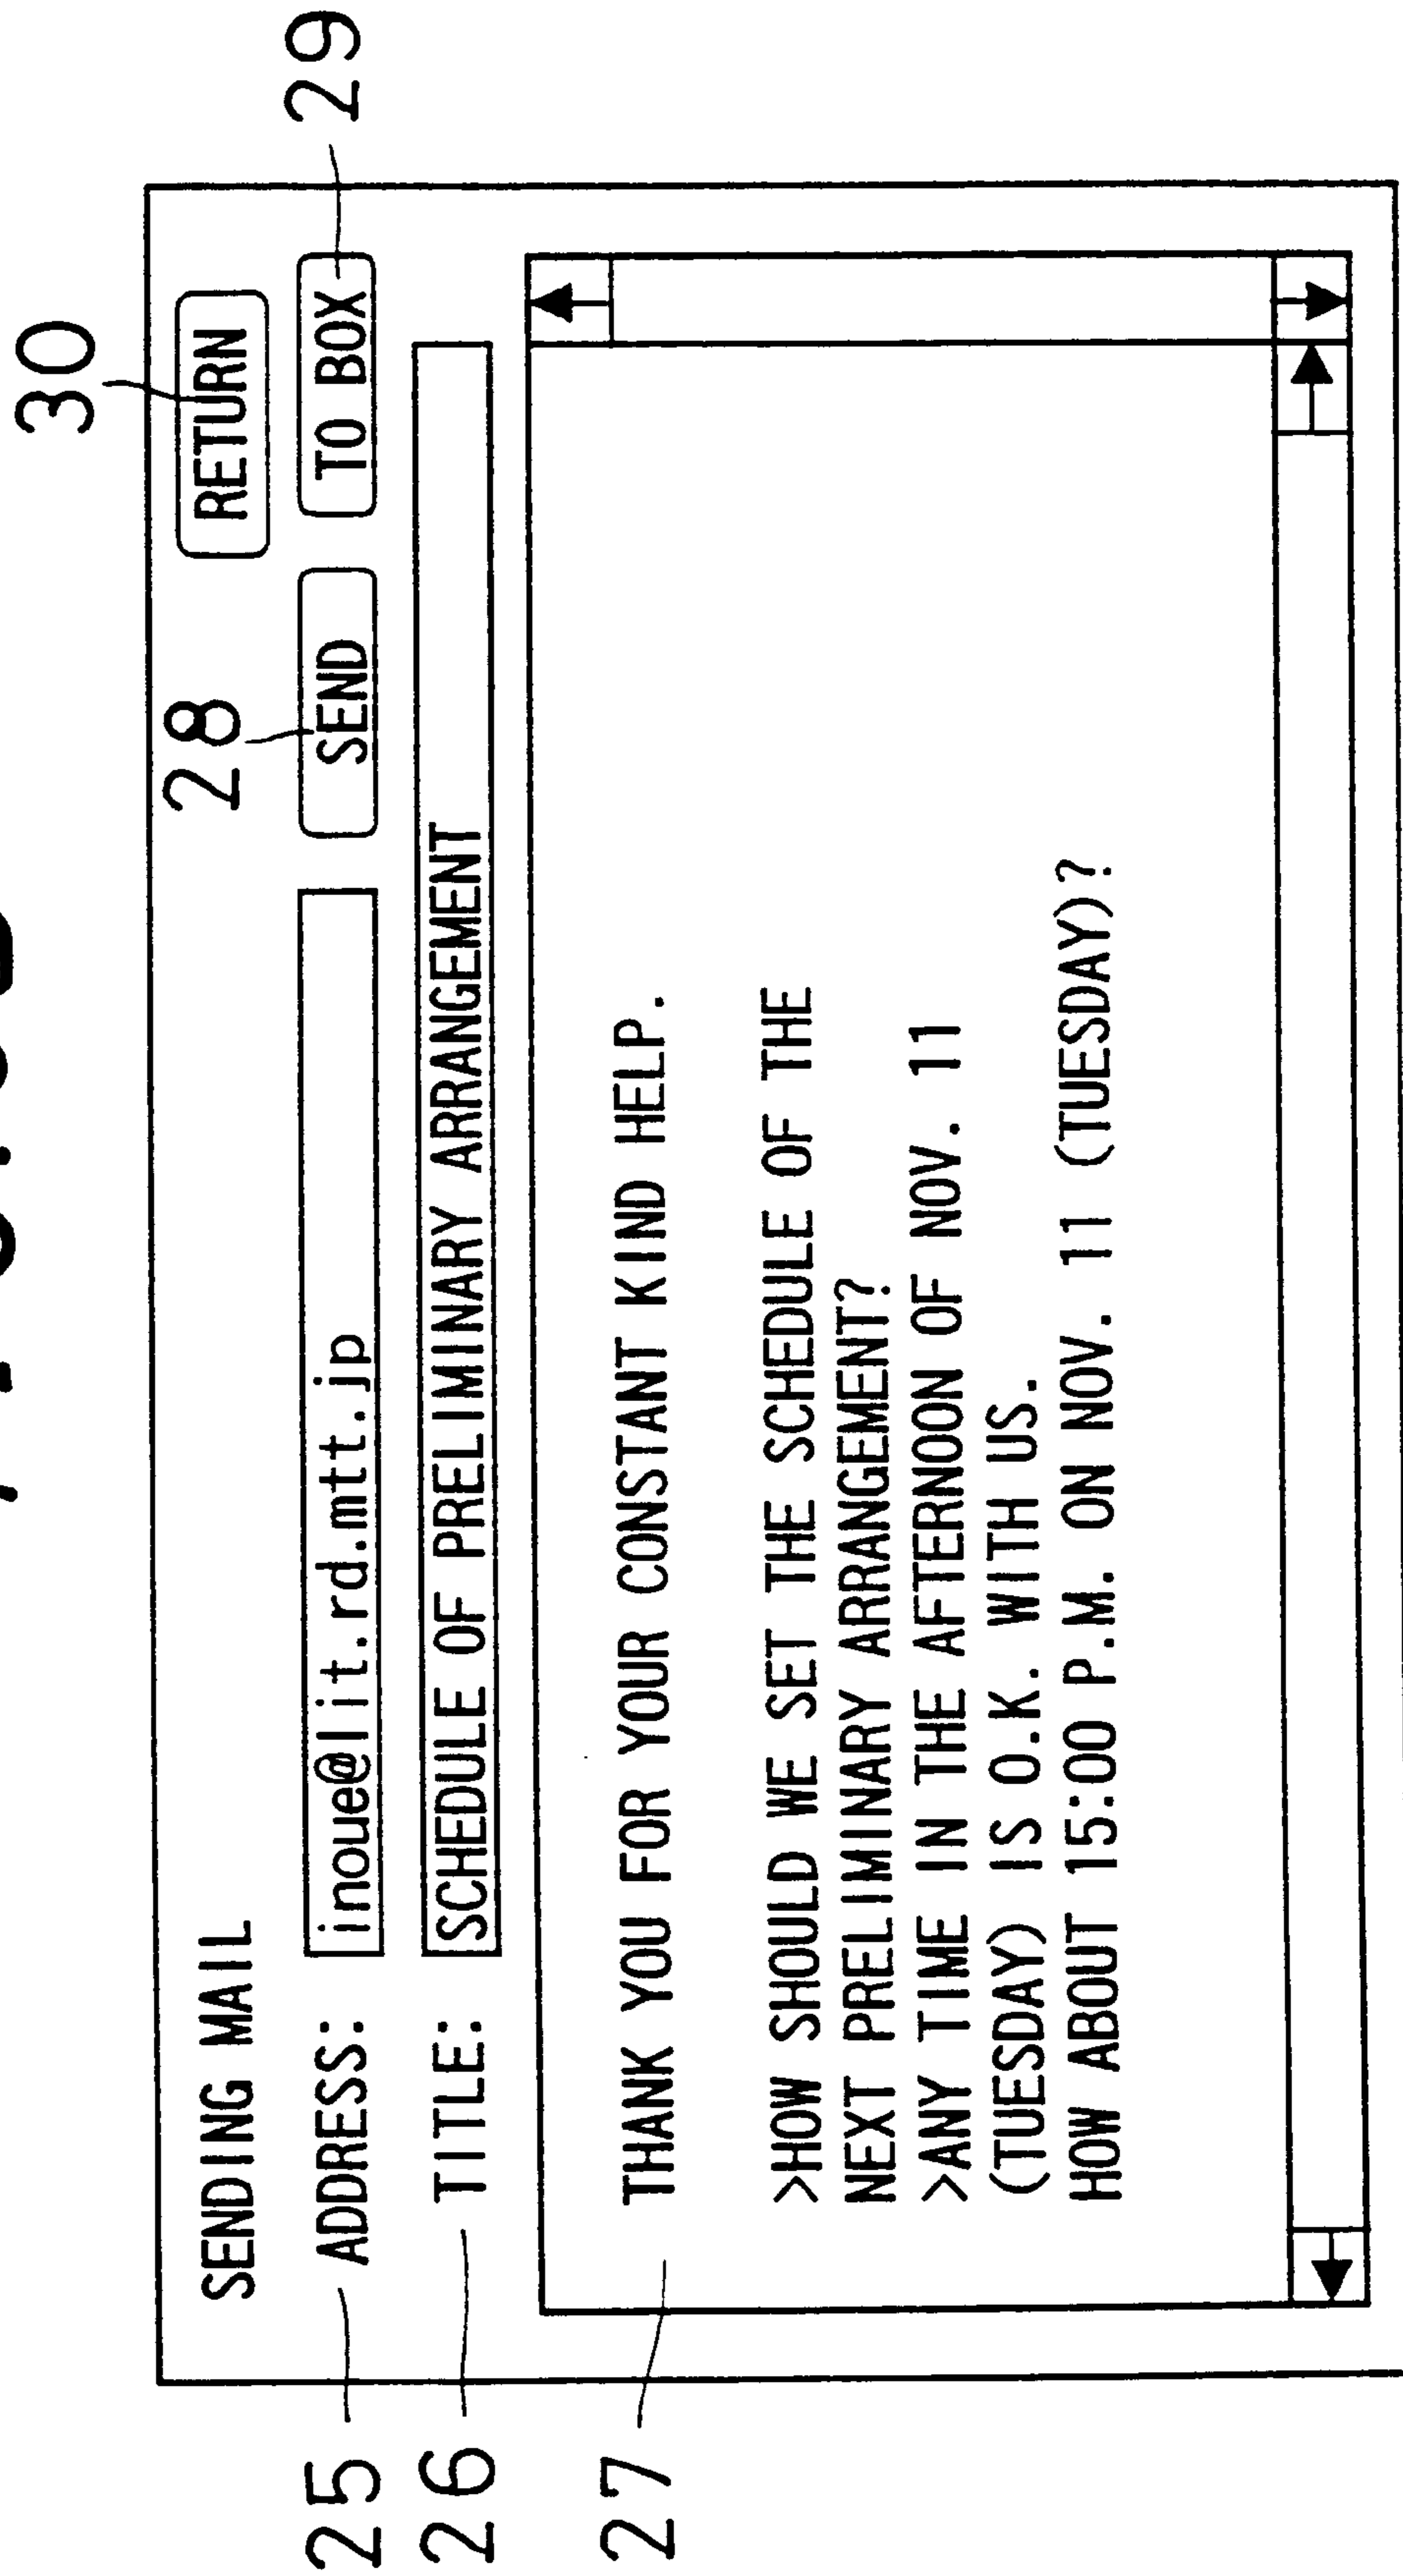 30
RETURN
28
29
SENDING MAIL
25 ADDRESS: inoue@lit.rd.mtt.jp SEND TO BOX
26 TITLE: SCHEDULE OF PRELIMINARY ARRANGEMENT
27
THANK YOU FOR YOUR CONSTANT KIND HELP.
>HOW SHOULD WE SET THE SCHEDULE OF THE
NEXT PRELIMINARY ARRANGEMENT?
>ANY TIME IN THE AFTERNOON OF NOV. 11
(TUESDAY) IS O.K. WITH US.
HOW ABOUT 15:00 P.M. ON NOV. 11 (TUESDAY)?